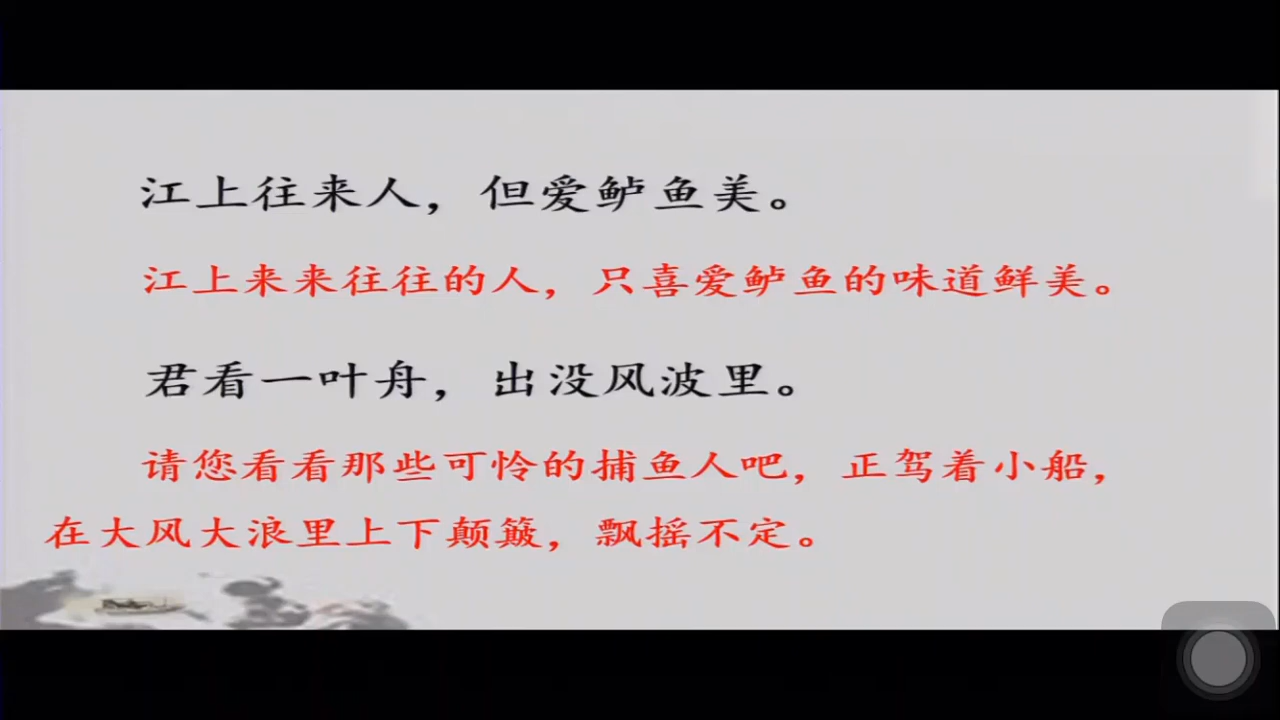 江上往来人，但爱鲈鱼美。
江上来来往往的人，只喜爱鲈鱼的味道鲜美。
君看一叶舟，出没风波里。
请您看看那些可怜的捕鱼人吧，正驾着小船，
在大风大浪里上下颠簸，飘摇不定。